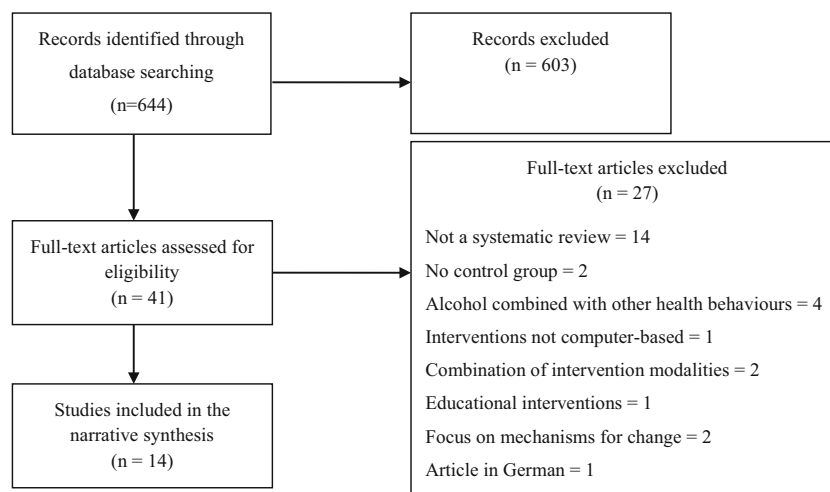 Records identified through
database searching
(n=644)
Records excluded
(n = 603)
Full-text articles assessed for
eligibility
(n = 41)
Full-text articles excluded
(n = 27)
Not a systematic review = 14
No control group = 2
Alcohol combined with other health behaviours = 4
Interventions not computer-based = 1
Combination of intervention modalities = 2
Educational interventions = 1
Focus on mechanisms for change = 2
Article in German = 1
Studies included in the
narrative synthesis
(n = 14)